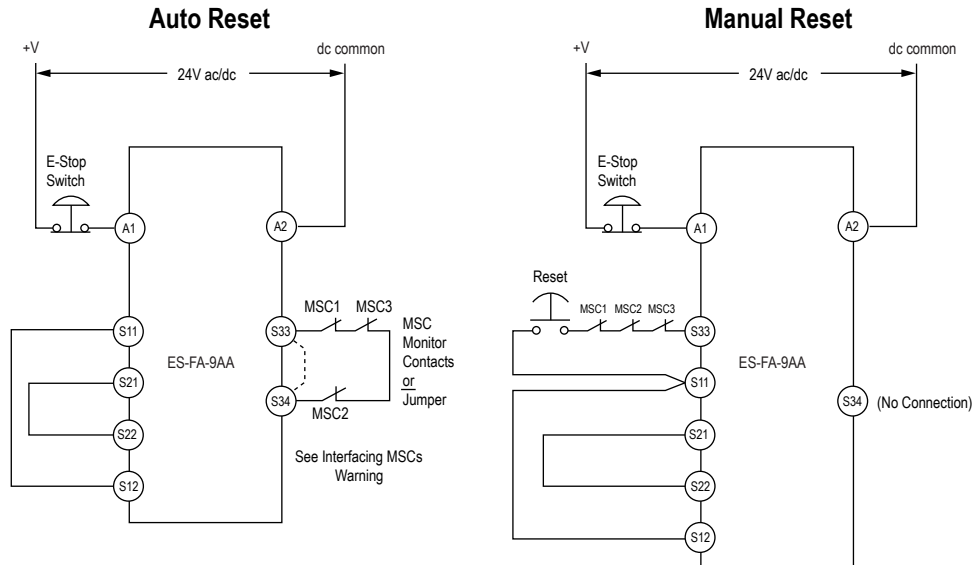 Auto Reset
+V
dc common
24V ac/dc
E-Stop
Switch
A1
A2
S11
S21
S22
S12
ES-FA-9AA
S33
S34
MSC1
MSC3
MSC2
MSC
Monitor
Contacts
or
Jumper
See Interfacing MSCs
Warning
Manual Reset
+V
dc common
24V ac/dc
E-Stop
Switch
A1
A2
Reset
MSC1
MSC2
MSC3
S33
S11
S21
S22
S12
ES-FA-9AA
S34
(No Connection)